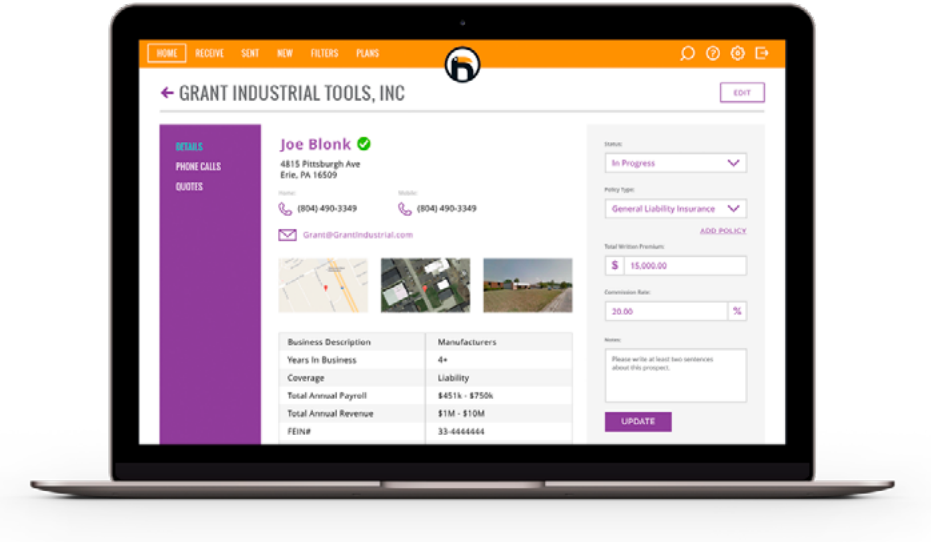 HOME RECEIVE SENT NEW FILTERS PLANS
GRANT INDUSTRIAL TOOLS, INC
EDIT
DETAILS
PHONE CALLS
QUOTES
Joe Blonk
4815 Pittsburgh Ave
Erie, PA 16509
Home: Mobile:
(804) 490-3349 (804) 490-3349
Grant@GrantIndustrial.com
Business Description Manufacturers
Years In Business 4+
Coverage Liability
Total Annual Payroll $451k - $750k
Total Annual Revenue $1M - $10M
FEIN# 33-4444444
Status:
In Progress
Policy Type:
General Liability Insurance
ADD POLICY
Total Written Premium:
$ 15,000.00
Commission Rate:
20.00 %
Notes:
Please write at least two sentences
about this prospect.
UPDATE